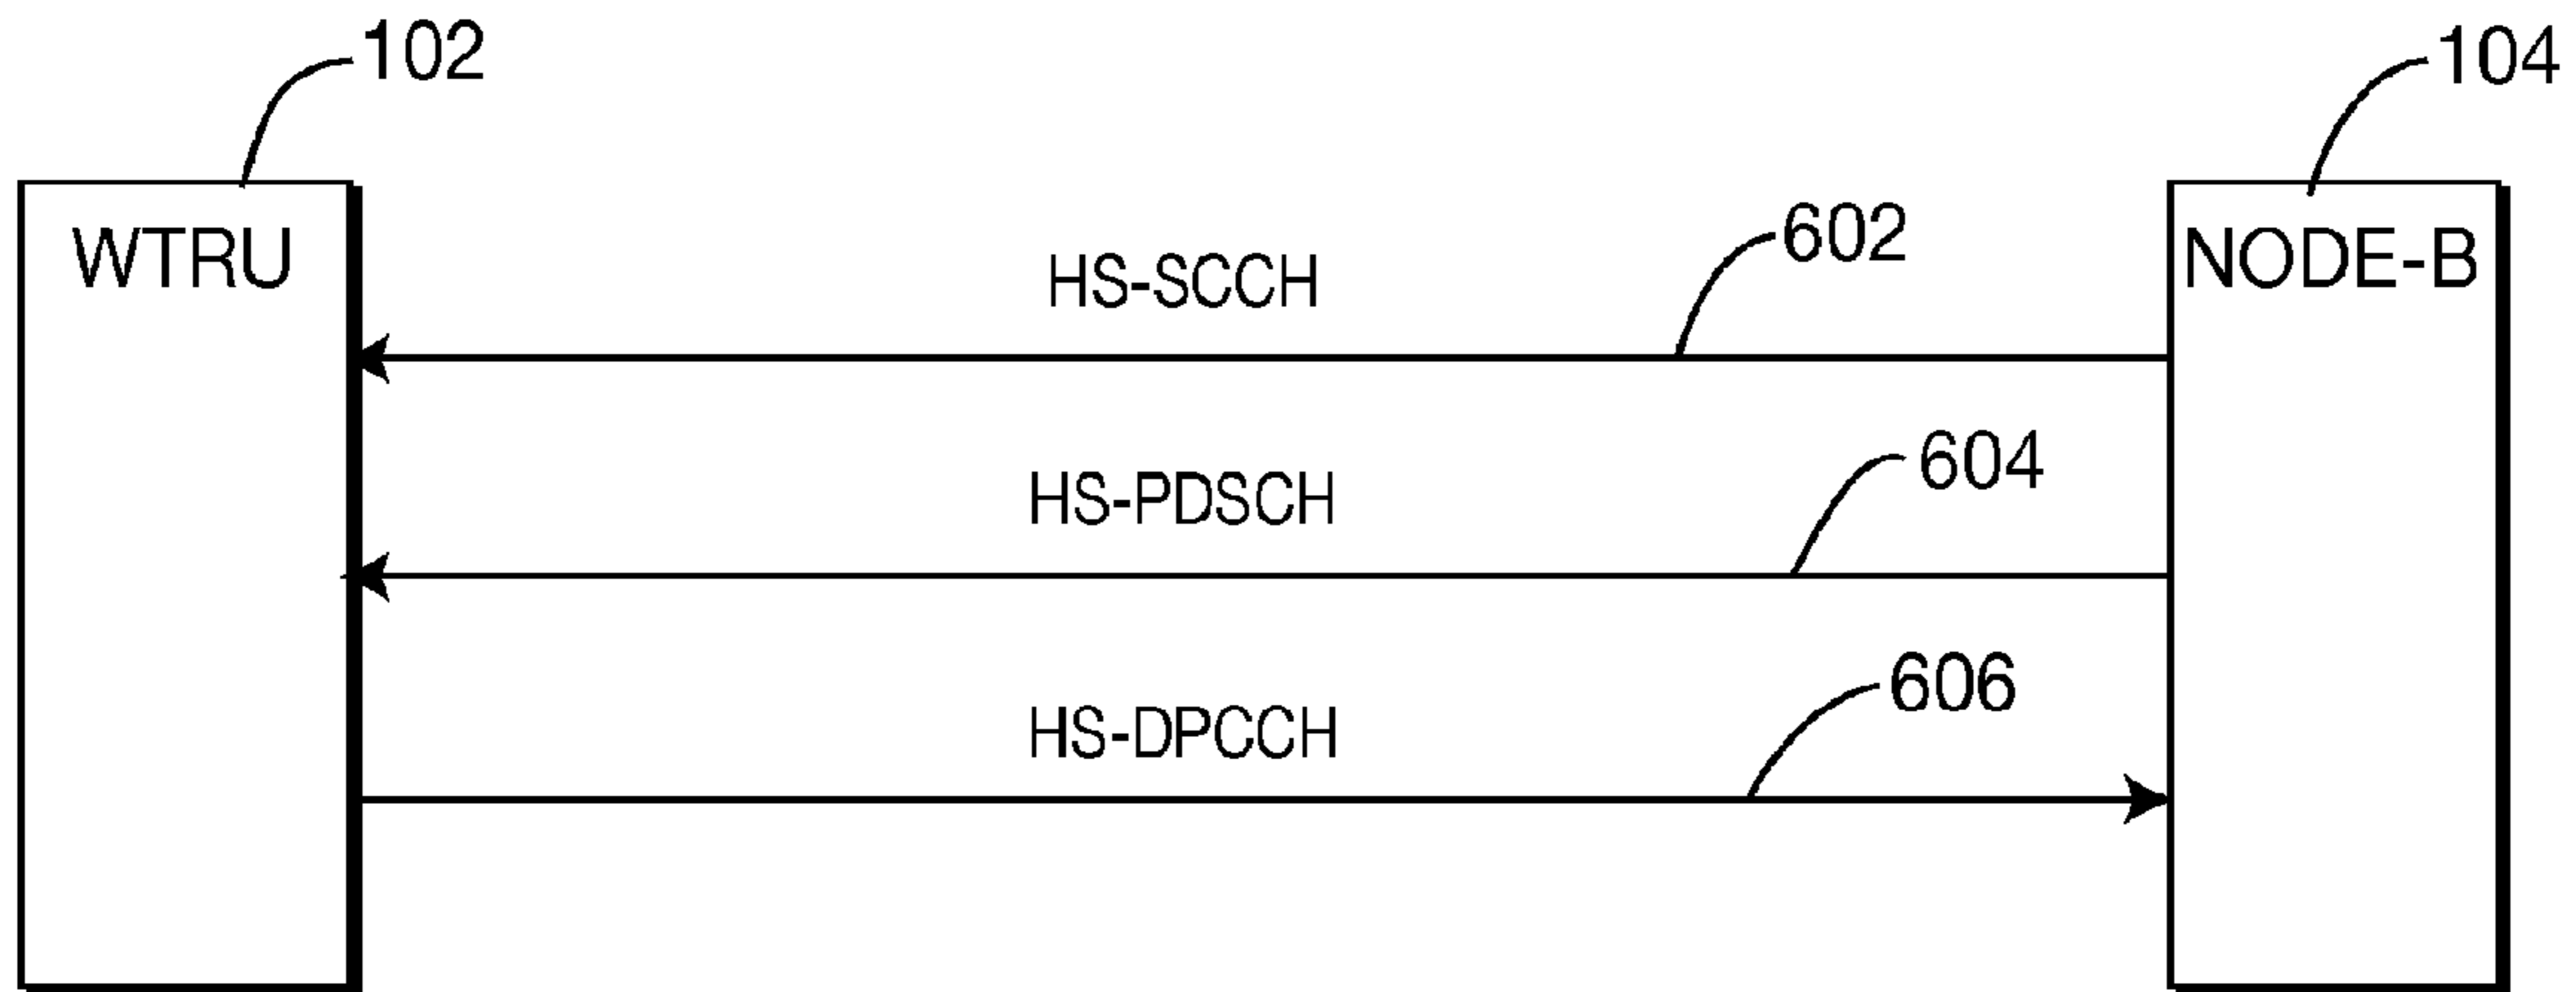 102
104
WTRU
NODE-B
602
HS-SCCH
604
HS-PDSCH
606
HS-DPCCH